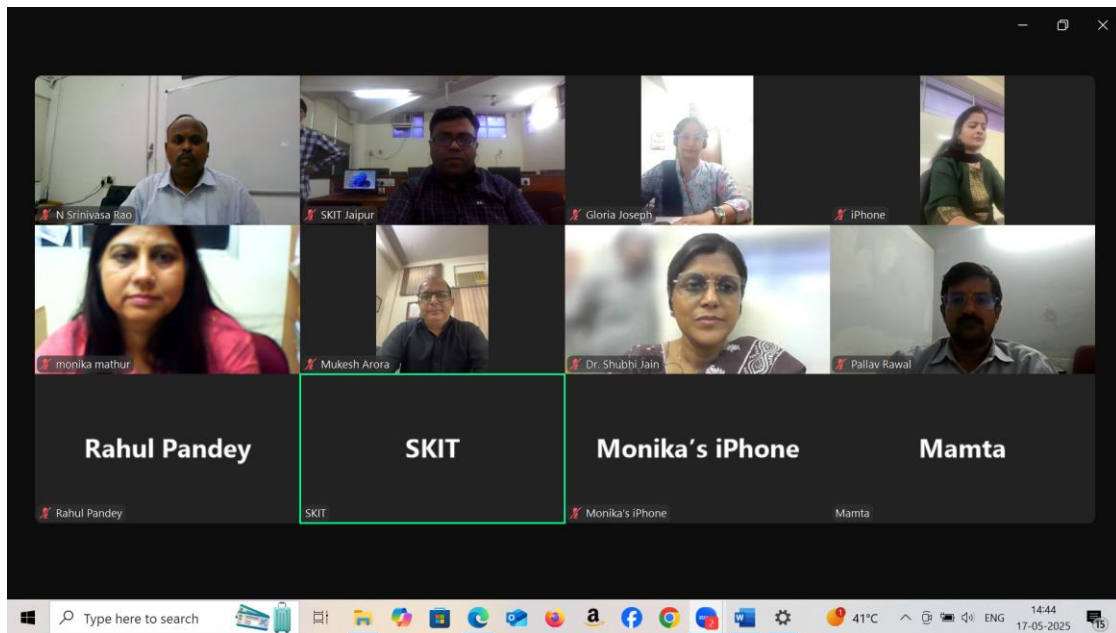 N Srinivasa Rao
SKIT Jaipur
Gloria Joseph
iPhone
monika mathur
Mukesh Arora
Dr. Shubhi Jain
Pallav Rawal
Rahul Pandey
SKIT
Monika's iPhone
Mamta
Rahul Pandey
SKIT
Monika's iPhone
Mamta
Type here to search
41°C
ENG
14:44
17-05-2025
15